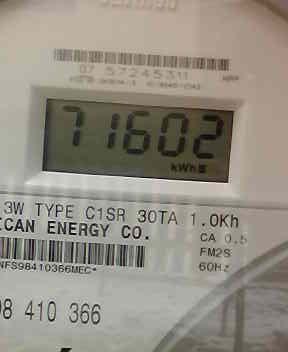 07 57245311
71602
kWh
3W TYPE C1SR 30TA 1.0Kh
ICAN ENERGY CO.
CA 0.5
FM2S
NFS98410366MEC*
60Hz
98 410 366